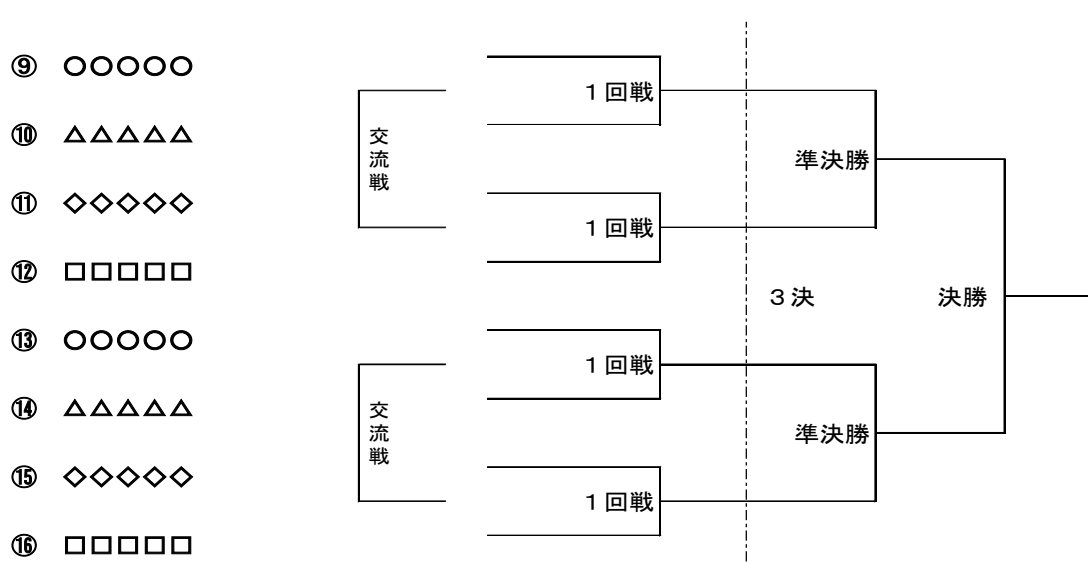 ⑨ ○○○○○
１回戦
⑩ △△△△△
交流戦
準決勝
⑪ ◇◇◇◇◇
１回戦
⑫ □□□□□
３決
決勝
⑬ ○○○○○
１回戦
⑭ △△△△△
交流戦
準決勝
⑮ ◇◇◇◇◇
１回戦
⑯ □□□□□